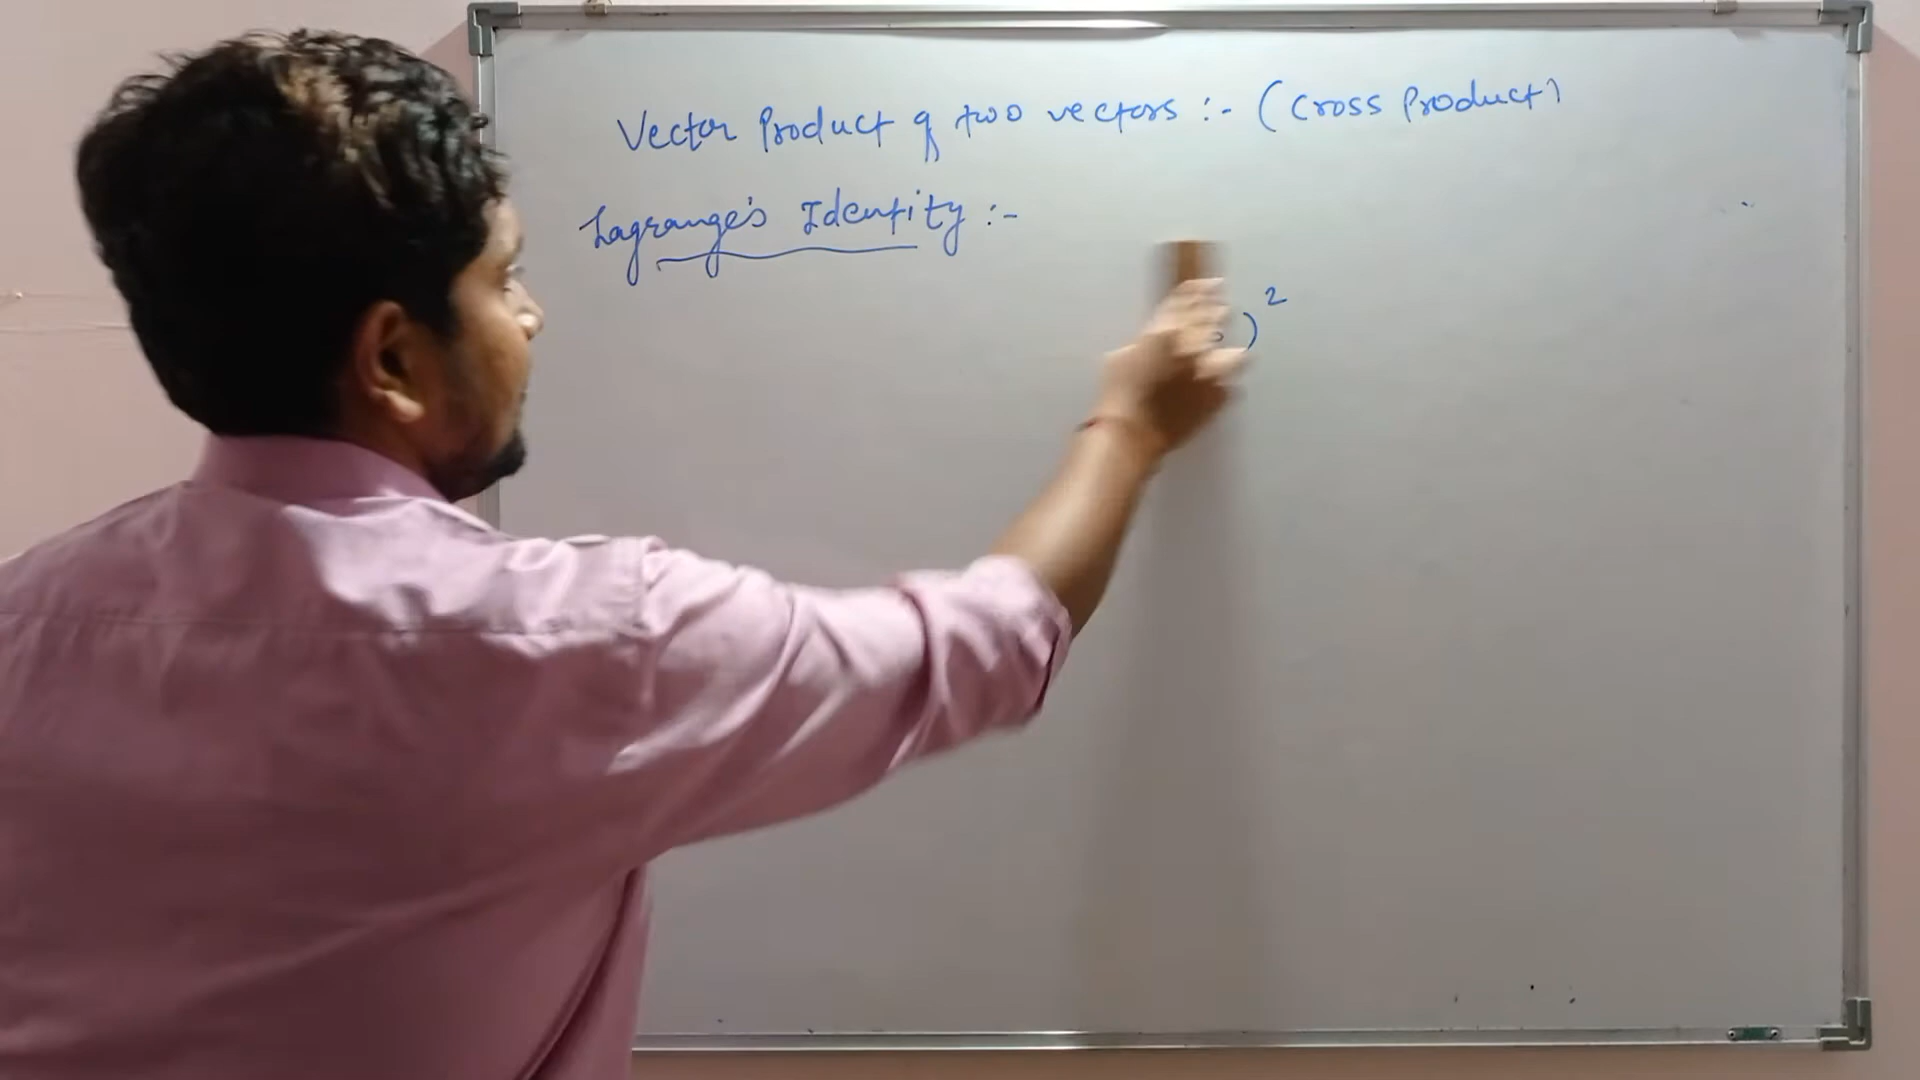 Vector Product of two vectors :- (Cross Product)
Lagrange's Identity :-
)²